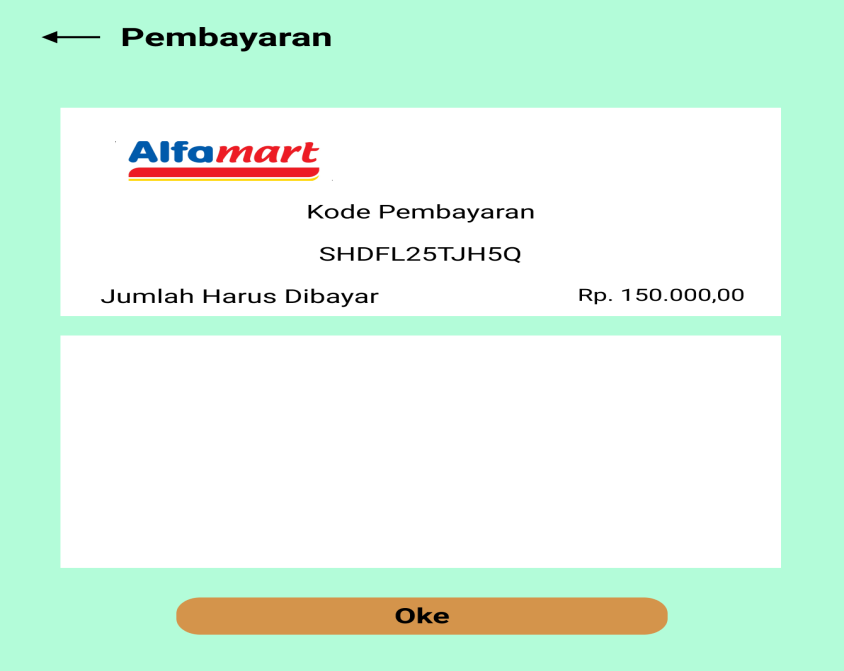 Pembayaran
Alfamart
Kode Pembayaran
SHDFL25TJH5Q
Jumlah Harus Dibayar Rp. 150.000,00
Oke